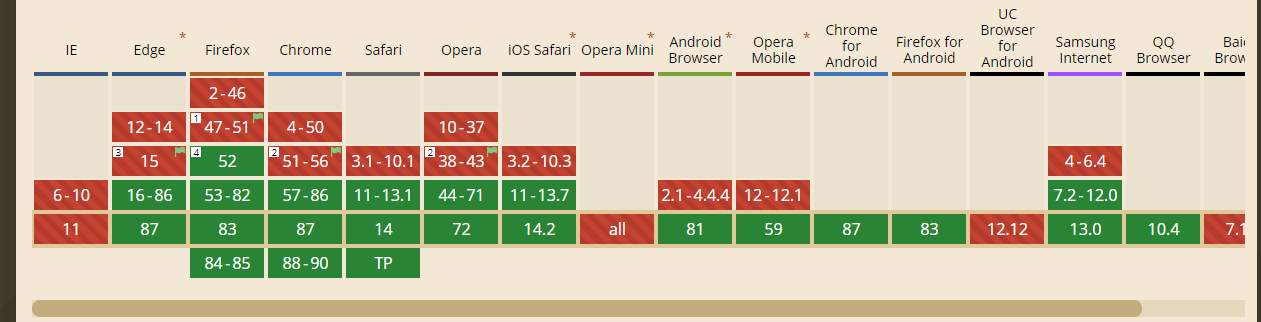 IE Edge * Firefox Chrome Safari Opera iOS Safari * Opera Mini * Android Browser * Opera Mobile * Chrome for Android Firefox for Android UC Browser for Android Samsung Internet QQ Browser
2-46
12-14 1 47-51 4-50 10-37
3 15 4 52 2 51-56 3.1-10.1 2 38-43 3.2-10.3 4-6.4
6-10 16-86 53-82 57-86 11-13.1 44-71 11-13.7 2.1-4.4.4 12-12.1 7.2-12.0
11 87 83 87 14 72 14.2 all 81 59 87 83 12.12 13.0 10.4
84-85 88-90 TP